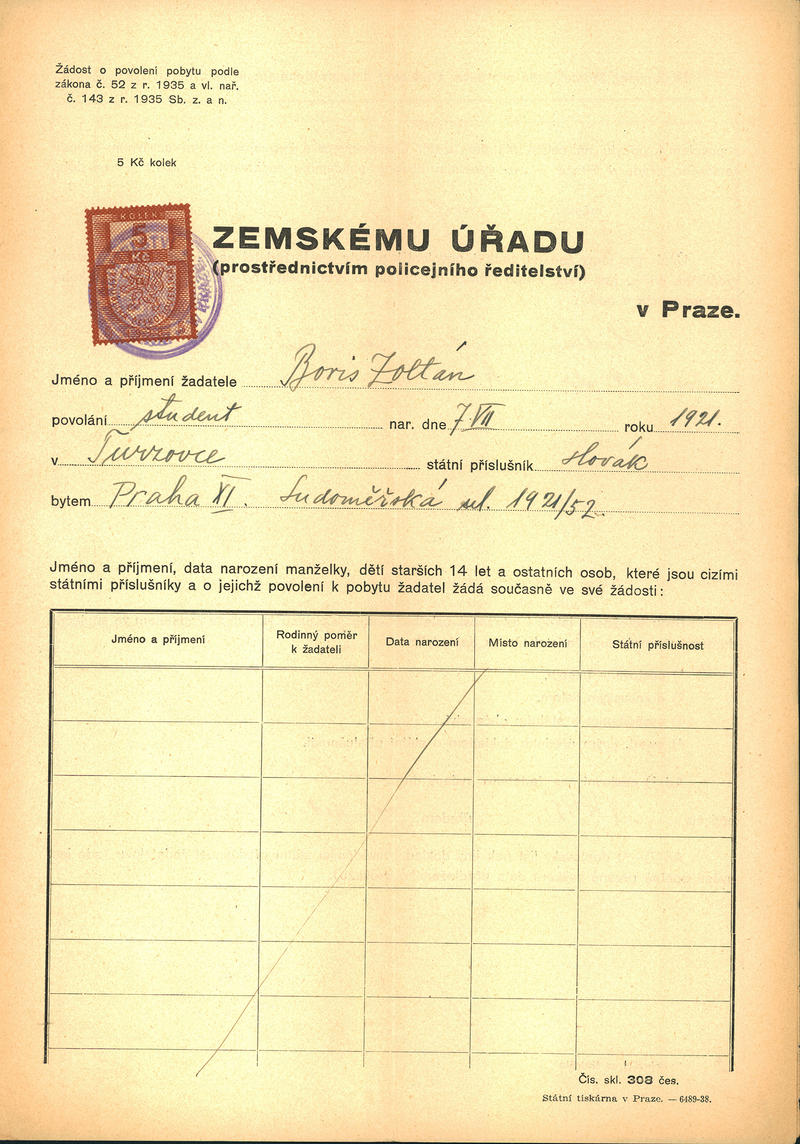 Žádost o povolení pobytu podle
zákona č. 52 z r. 1935 a vl. nař.
č. 143 z r. 1935 Sb. z. a n.
5 Kč kolek
KOLEK
5
Kč
ZEMSKÉMU ÚŘADU
(prostřednictvím policejního ředitelství)
v Praze.
Jméno a příjmení žadatele Boris Zoltán
povolání student nar. dne 7 VII roku 1921.
v Turzovce státní příslušník slovák
bytem Praha XI. Sudoměřská ul. 1921/52.
Jméno a příjmení, data narození manželky, dětí starších 14 let a ostatních osob, které jsou cizími
státními příslušníky a o jejichž povolení k pobytu žadatel žádá současně ve své žádosti:
Jméno a příjmení Rodinný poměr k žadateli Data narození Místo narození Státní příslušnost
Čís. skl. 308 čes.
Státní tiskárna v Praze. — 6489-38.